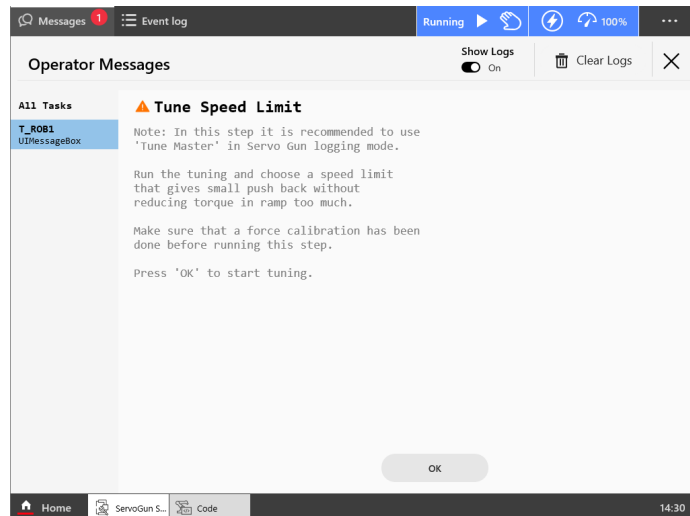 Messages 1
Event log
Running
100%
Operator Messages
Show Logs
On
Clear Logs
All Tasks
T_ROB1
UIMessageBox
Tune Speed Limit
Note: In this step it is recommended to use
'Tune Master' in Servo Gun logging mode.
Run the tuning and choose a speed limit
that gives small push back without
reducing torque in ramp too much.
Make sure that a force calibration has been
done before running this step.
Press 'OK' to start tuning.
OK
Home
ServoGun S...
Code
14:30